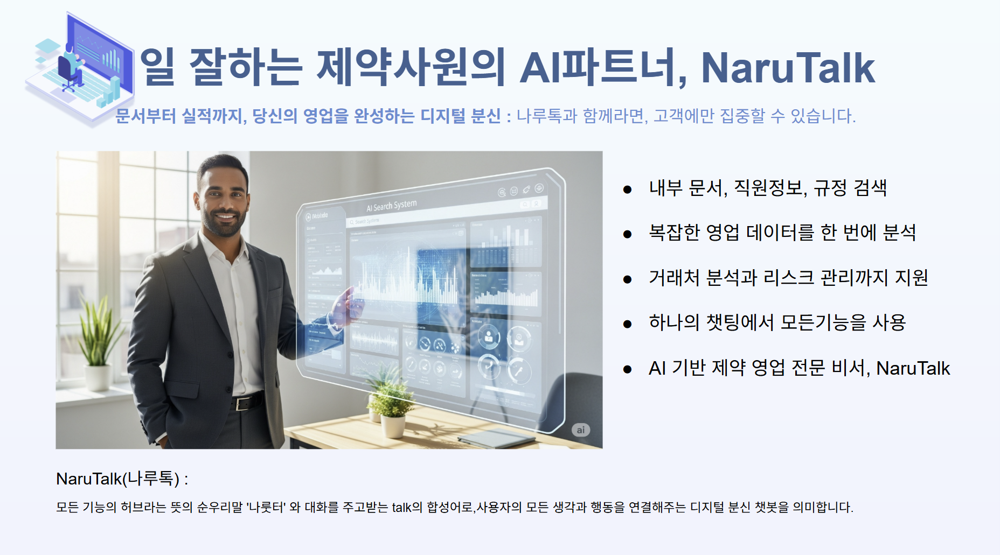 일 잘하는 제약사원의 AI파트너, NaruTalk
문서부터 실적까지, 당신의 영업을 완성하는 디지털 분신 : 나루톡과 함께라면, 고객에만 집중할 수 있습니다.
AI Search System
Search System
ai
● 내부 문서, 직원정보, 규정 검색
● 복잡한 영업 데이터를 한 번에 분석
● 거래처 분석과 리스크 관리까지 지원
● 하나의 챗팅에서 모든기능을 사용
● AI 기반 제약 영업 전문 비서, NaruTalk
NaruTalk(나루톡) :
모든 기능의 허브라는 뜻의 순우리말 '나룻터' 와 대화를 주고받는 talk의 합성어로,사용자의 모든 생각과 행동을 연결해주는 디지털 분신 챗봇을 의미합니다.